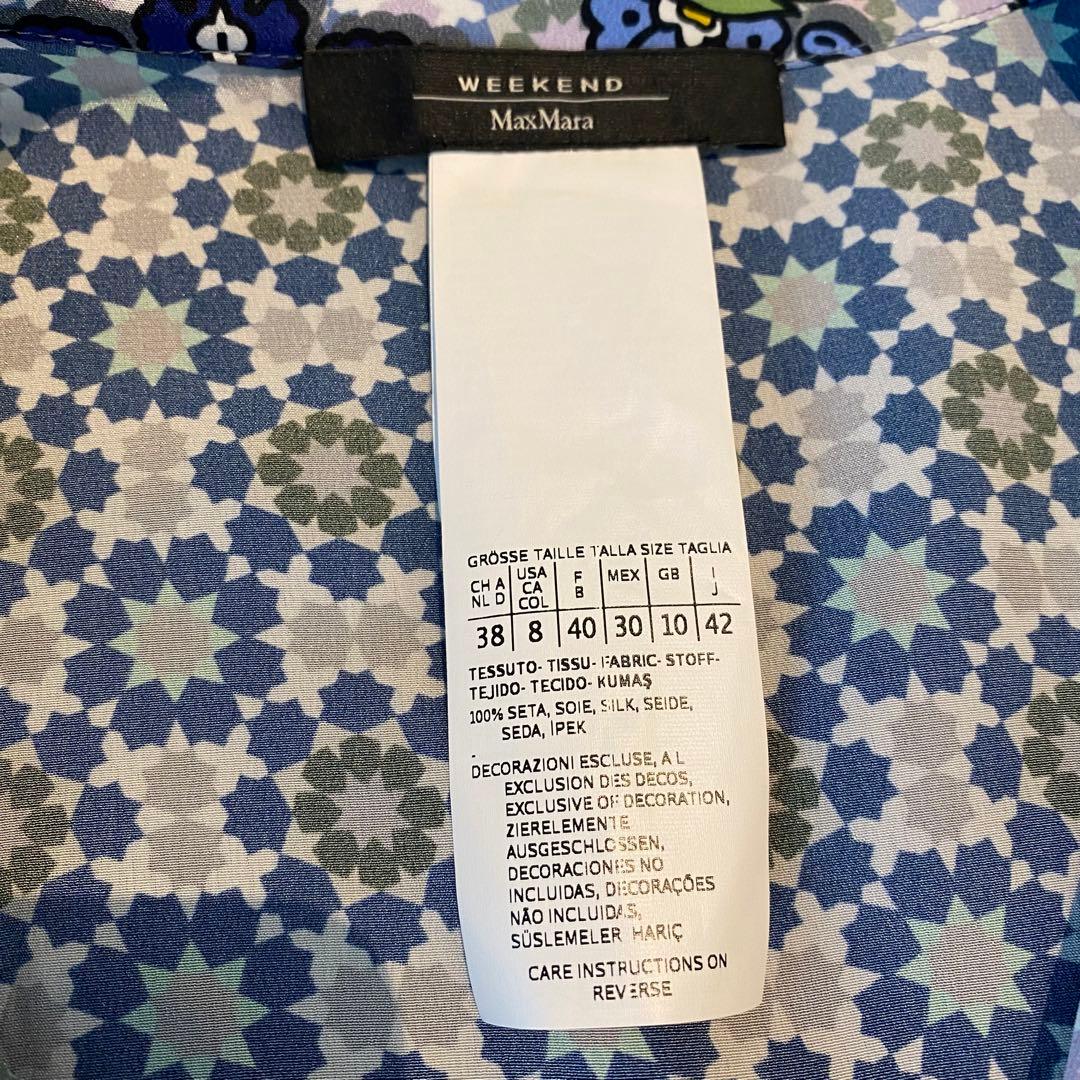 WEEKEND
MaxMara
GRÖSSE TAILLE TALLA SIZE TAGLIA
CH A NL D USA CA COL F B MEX GB I J
38 8 40 30 10 42
TESSUTO- TISSU- FABRIC- STOFF-
TEJIDO- TECIDO- KUMAŞ
100% SETA, SOIE, SILK, SEIDE,
SEDA, İPEK
DECORAZIONI ESCLUSE, A L
EXCLUSION DES DECOS,
EXCLUSIVE OF DECORATION,
ZIERELEMENTE
AUSGESCHLOSSEN,
DECORACIONES NO
INCLUIDAS, DECORAÇÕES
NÃO INCLUIDAS,
SÜSLEMELER HARİÇ
CARE INSTRUCTIONS ON
REVERSE